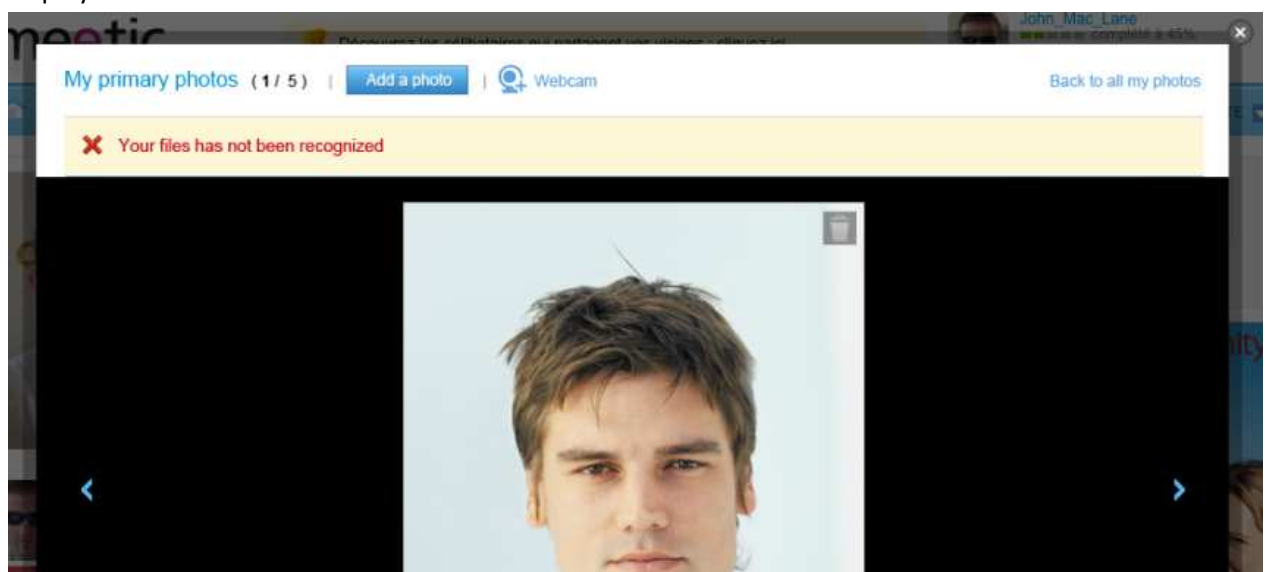 meetic
Découvrez les célibataires qui partagent vos visions : cliquez ici
John_Mac_Lane
complété à 45%
My primary photos (1 / 5) | Add a photo | Webcam
Back to all my photos
Your files has not been recognized